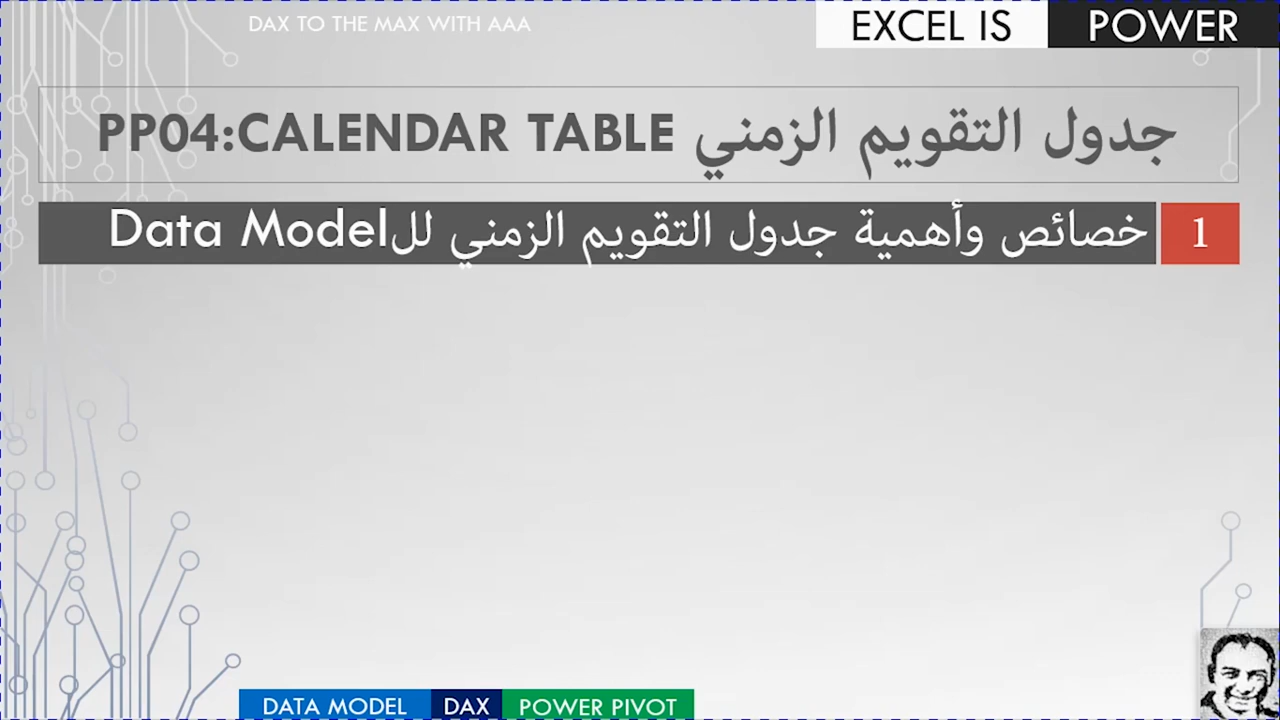 DAX TO THE MAX WITH AAA
EXCEL IS POWER
جدول التقويم الزمني PP04:CALENDAR TABLE
1 خصائص وأهمية جدول التقويم الزمني للData Model
DATA MODEL DAX POWER PIVOT